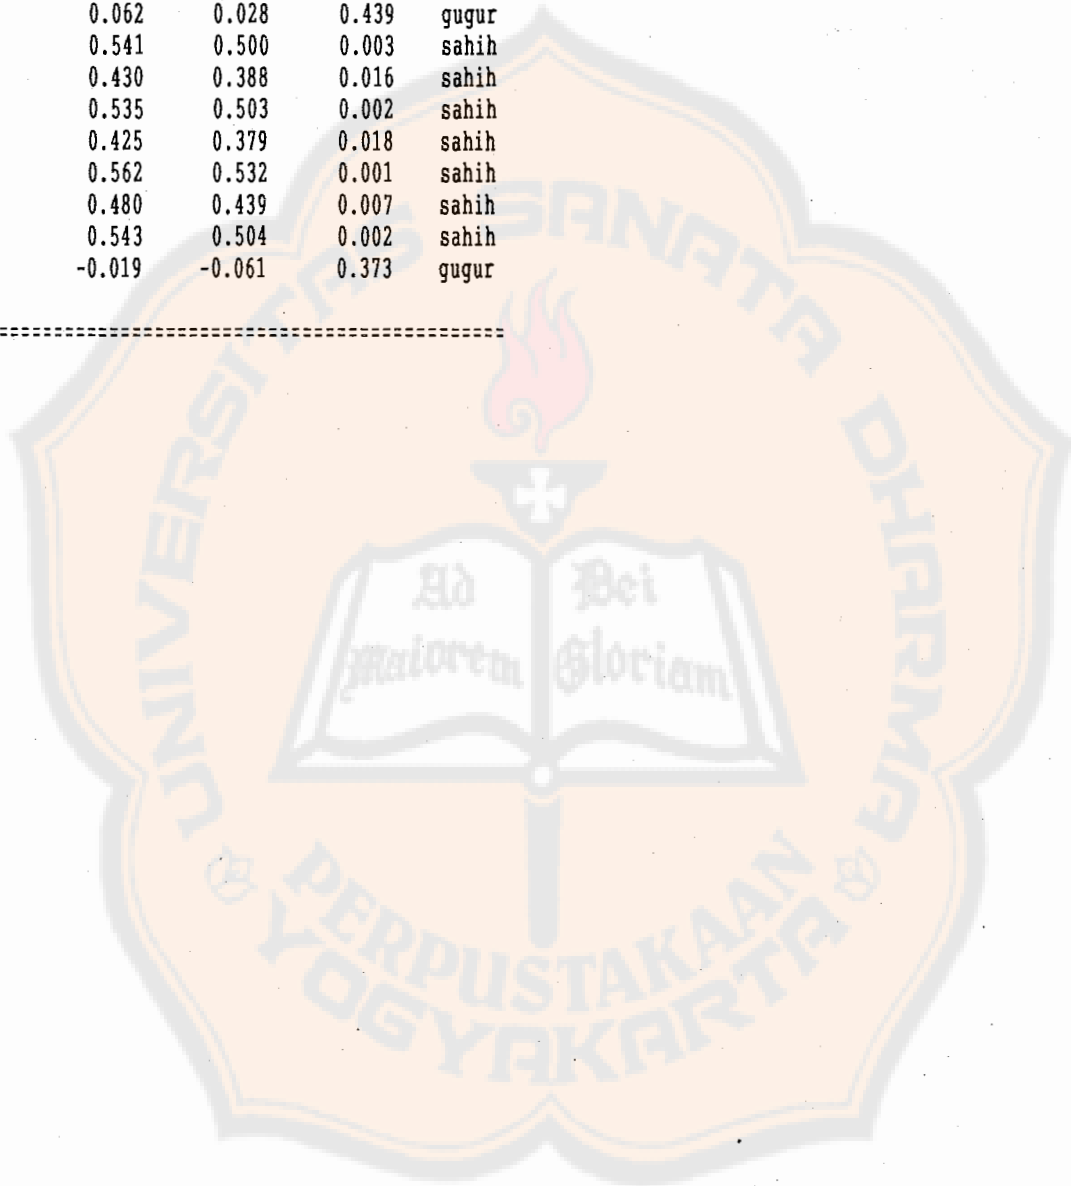 0.062 0.028 0.439 gugur
0.541 0.500 0.003 sahih
0.430 0.388 0.016 sahih
0.535 0.503 0.002 sahih
0.425 0.379 0.018 sahih
0.562 0.532 0.001 sahih
0.480 0.439 0.007 sahih
0.543 0.504 0.002 sahih
-0.019 -0.061 0.373 gugur
==============================================
UNIVERSITAS SANATA DHARMA
Ad Dei
maiorem Gloriam
PERPUSTAKAAN
YOGYAKARTA